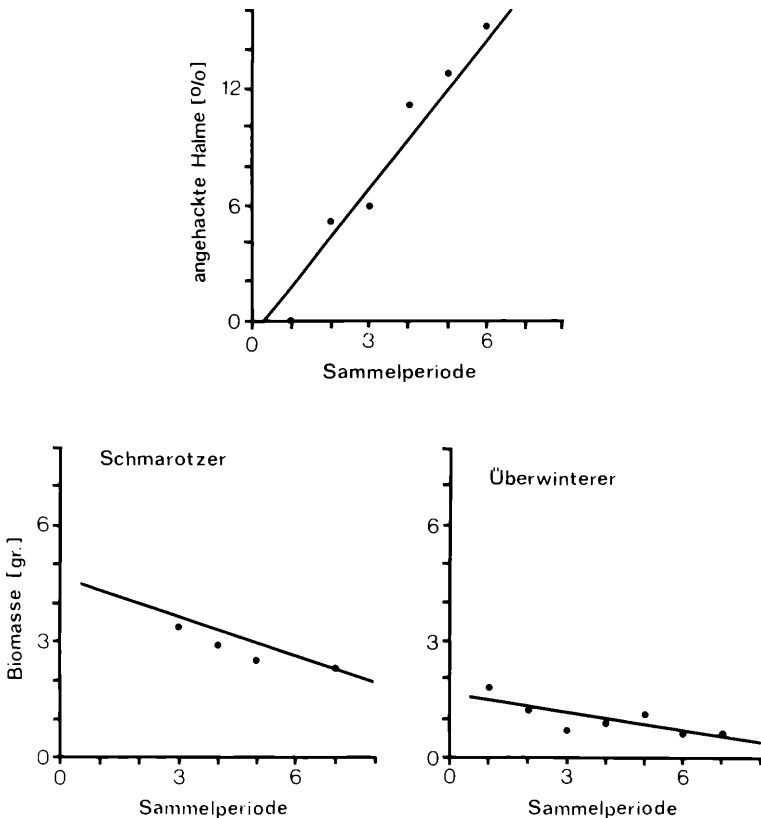 angehackte Halme [%]
12
6
0
0 3 6
Sammelperiode
Schmarotzer
Biomasse [gr.]
6
3
0
0 3 6
Sammelperiode
Überwinterer
6
3
0
0 3 6
Sammelperiode